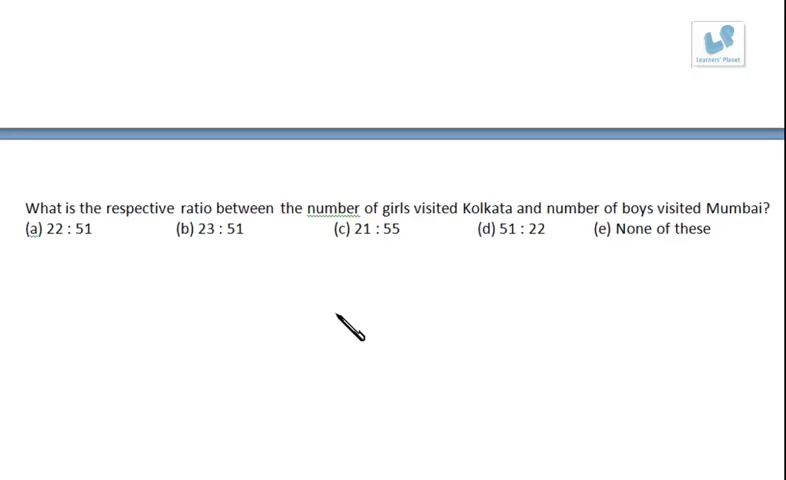 LP
Learners' Planet
What is the respective ratio between the number of girls visited Kolkata and number of boys visited Mumbai?
(a) 22 : 51 (b) 23 : 51 (c) 21 : 55 (d) 51 : 22 (e) None of these